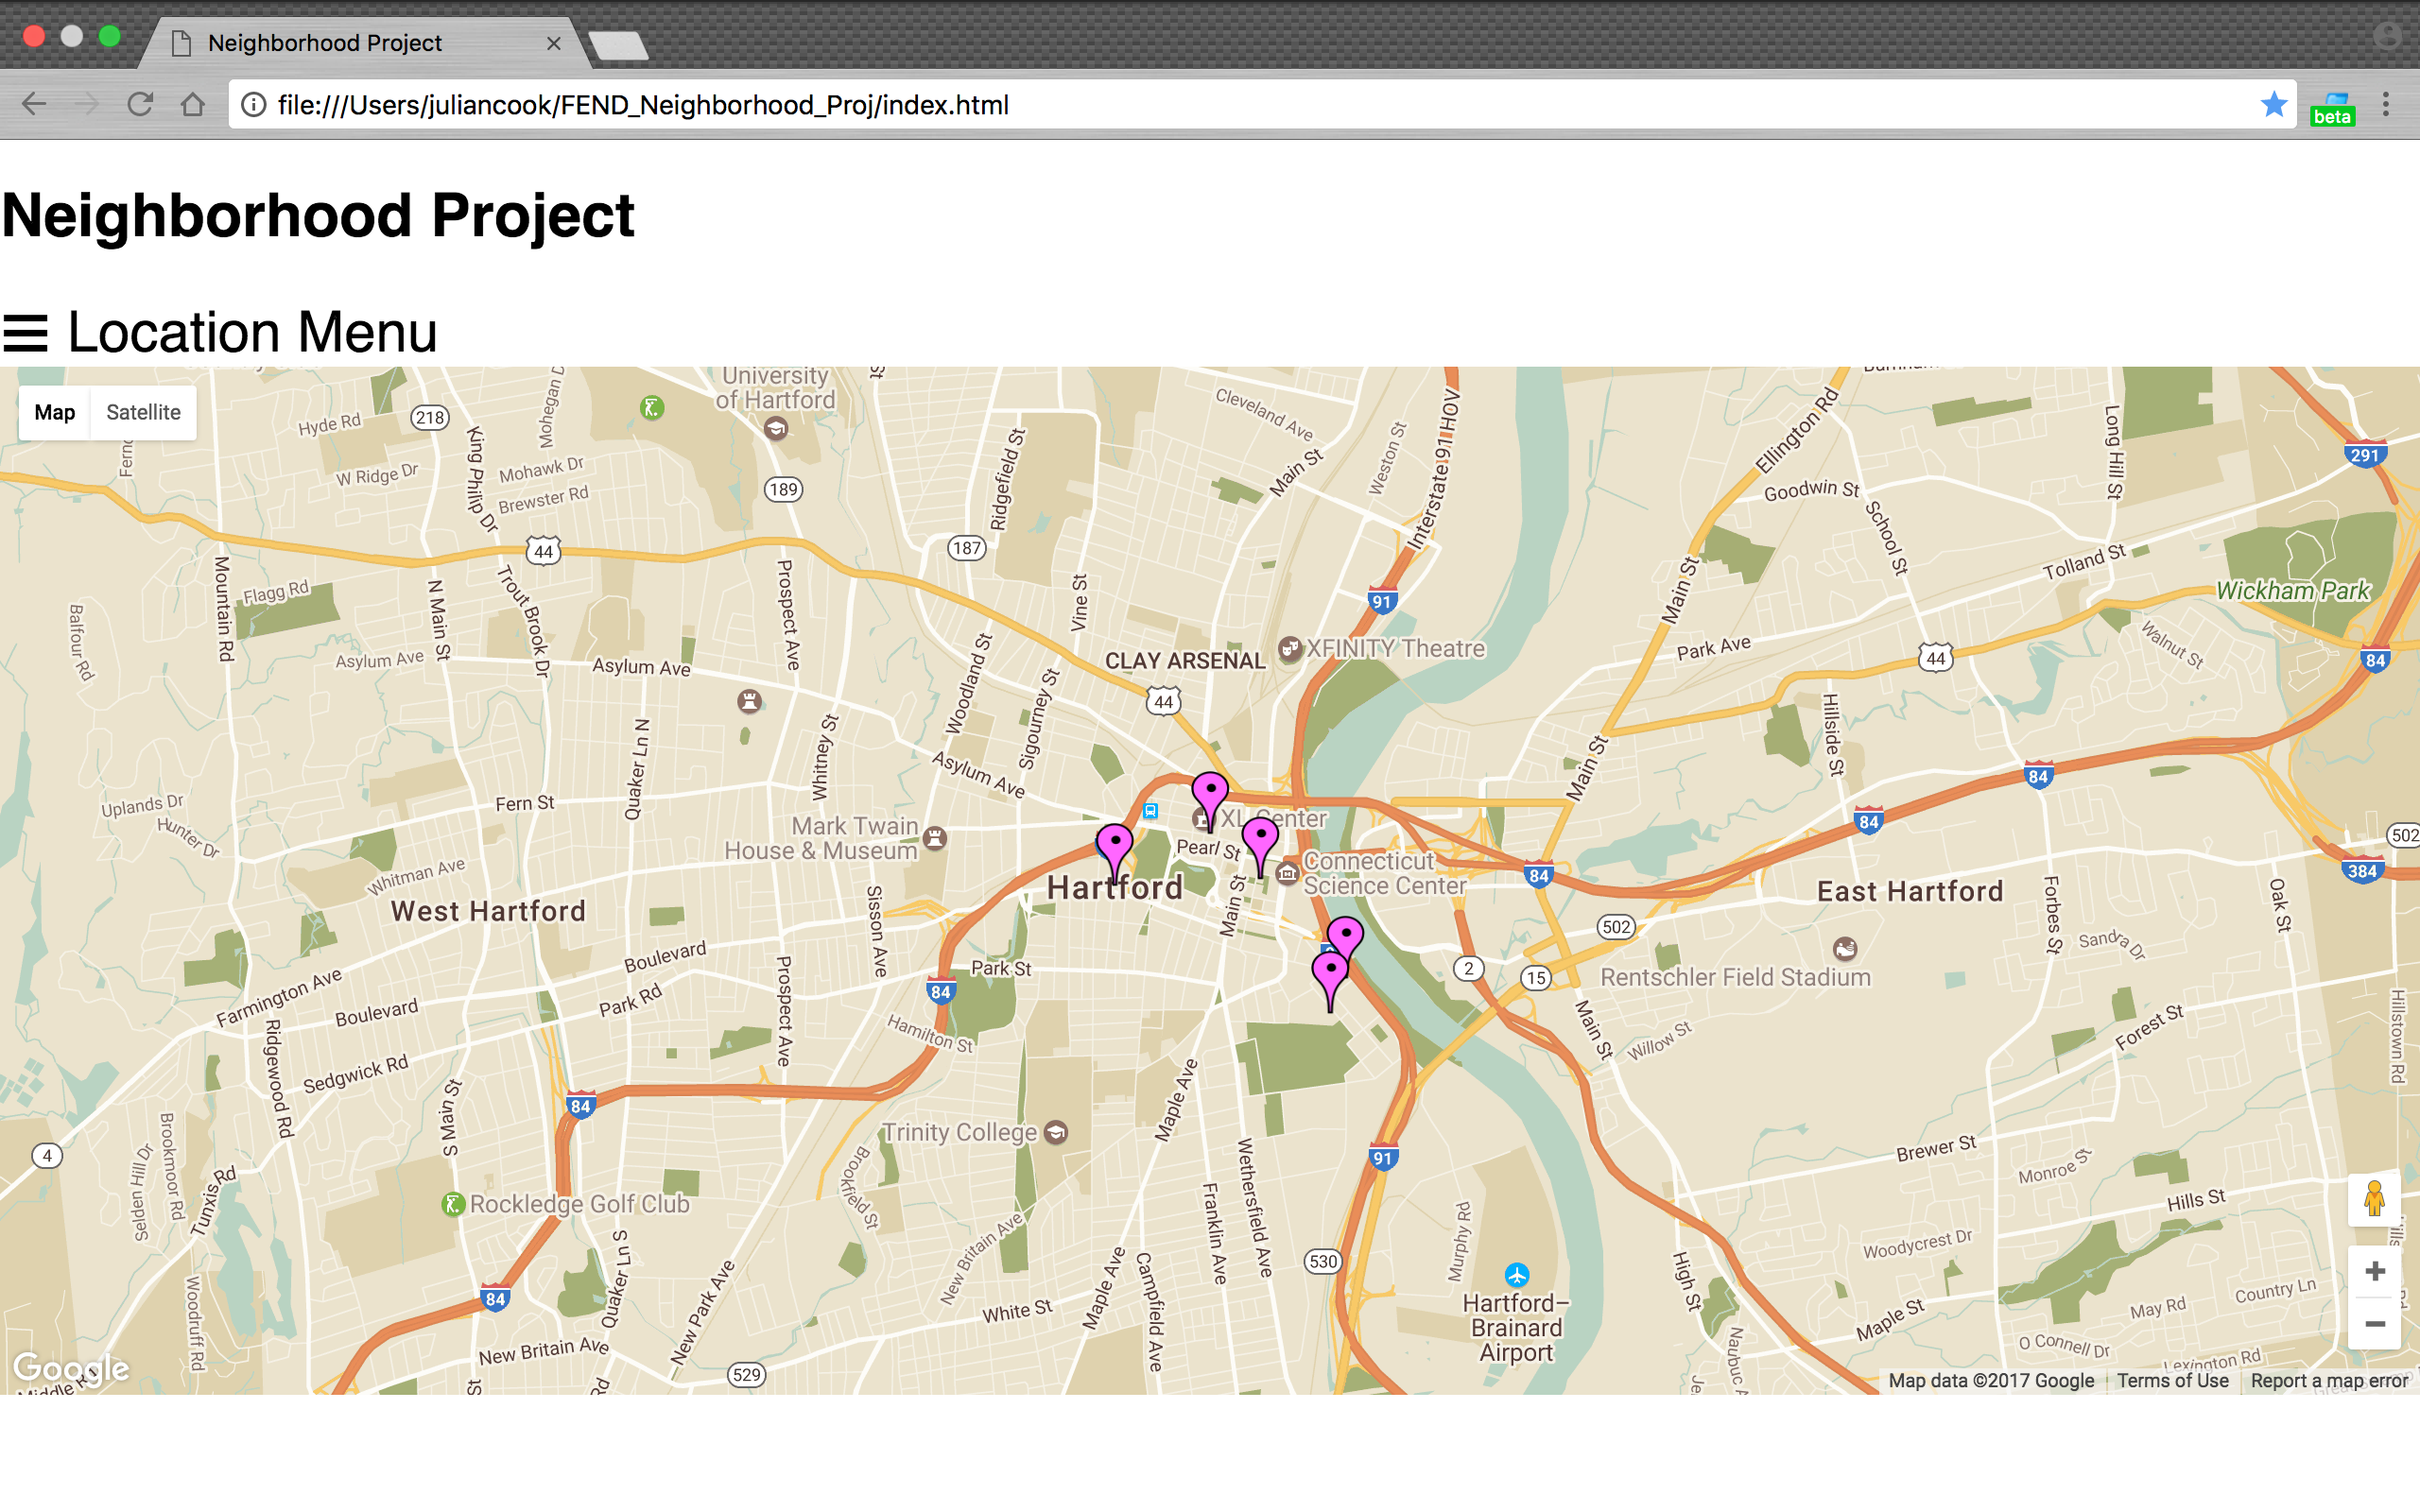 Neighborhood Project
file:///Users/juliancook/FEND_Neighborhood_Proj/index.html
beta
Neighborhood Project
Location Menu
Map
Satellite
University
of Hartford
Cleveland Ave
Main St
Weston St
Interstate 91 HOV
Ellington Rd
Long Hill St
291
Hyde Rd
218
Mohegan
King Philip Dr
W Ridge Dr
Mohawk Dr
Brewster Rd
189
Ridgefield St
Goodwin St
School St
44
187
Tolland St
Wickham Park
Mountain Rd
Flagg Rd
N Main St
Trout Brook Dr
Prospect Ave
Vine St
91
Main St
Balfour Rd
Asylum Ave
Asylum Ave
Woodland St
Sigourney St
CLAY ARSENAL
XFINITY Theatre
Park Ave
44
Walnut St
84
44
Quaker Ln N
Whitney St
Asylum Ave
Main St
Hillside St
84
Uplands Dr
Hunter Dr
Fern St
Mark Twain
House & Museum
XL Center
Pearl St
84
502
Whitman Ave
Connecticut
Science Center
84
384
Hartford
Main St
East Hartford
West Hartford
Sisson Ave
Forbes St
Oak St
502
Sandra Dr
Boulevard
Park St
2
15
Rentschler Field Stadium
Farmington Ave
Boulevard
Park Rd
Prospect Ave
84
Hamilton St
Main St
Willow St
Forest St
Hillstown Rd
Ridgewood Rd
Sedgwick Rd
84
S Main St
Maple Ave
Trinity College
4
91
Wethersfield Ave
Brewer St
Monroe St
Selden Hill Dr
Brookmoor Rd
Tunxis Rd
Rockledge Golf Club
Brookfield St
Franklin Ave
Murphy Rd
Hills St
New Britain Ave
530
Woodycrest Dr
Quaker Ln S
84
Woodruff Rd
New Park Ave
White St
Maple Ave
Campfield Ave
Hartford–
Brainard
Airport
High St
Maple St
May Rd
Country Ln
New Britain Ave
529
O Connell Dr
Lexington Rd
Google
Map data ©2017 Google
Terms of Use
Report a map error